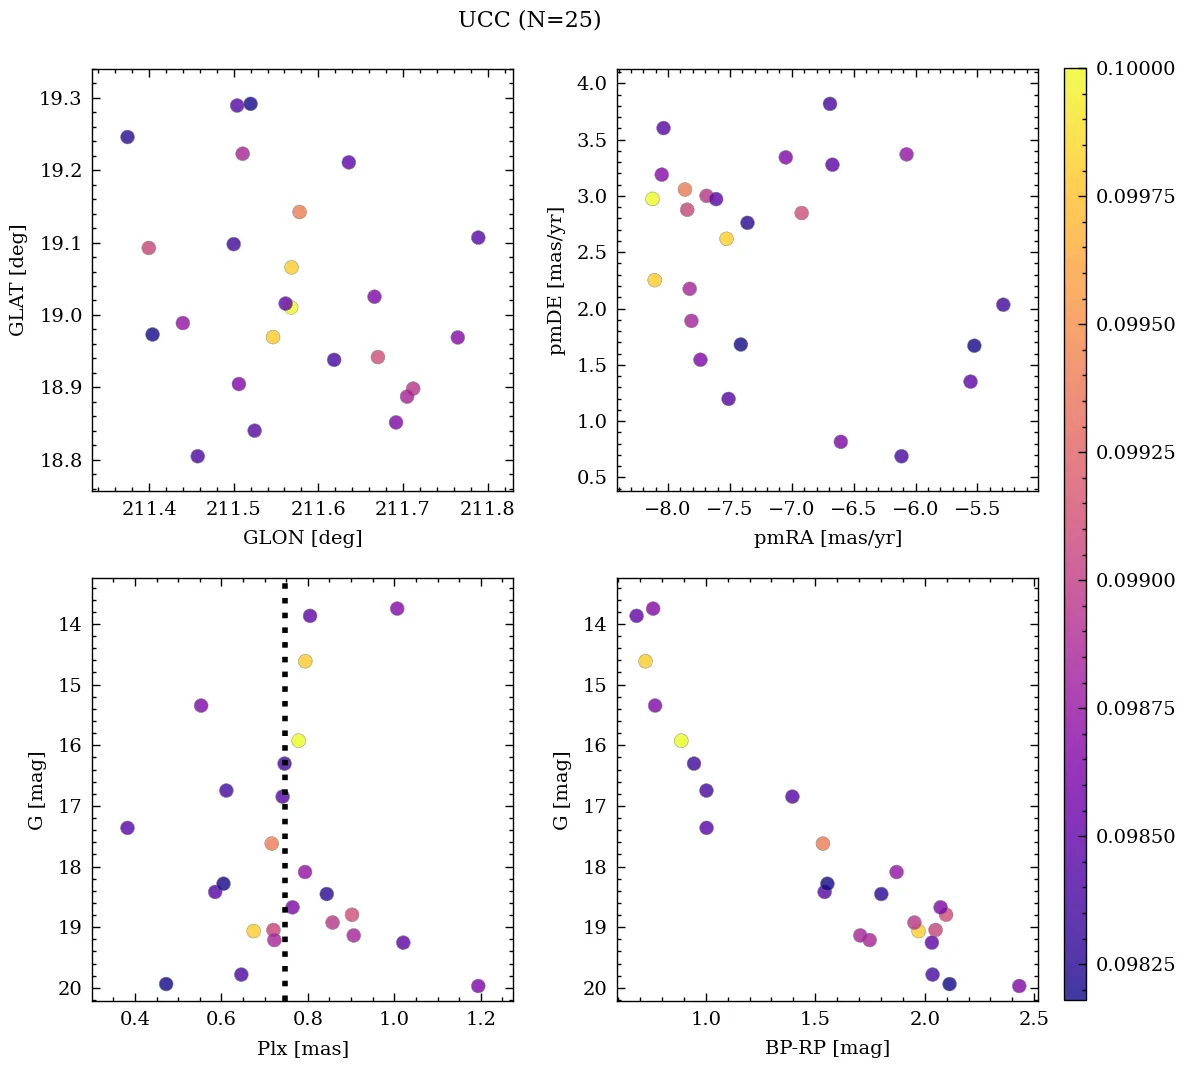 UCC (N=25)
19.3
19.2
19.1
19.0
18.9
18.8
GLAT [deg]
211.4 211.5 211.6 211.7 211.8
GLON [deg]
4.0
3.5
3.0
2.5
2.0
1.5
1.0
0.5
pmDE [mas/yr]
−8.0 −7.5 −7.0 −6.5 −6.0 −5.5
pmRA [mas/yr]
14
15
16
17
18
19
20
G [mag]
0.4 0.6 0.8 1.0 1.2
Plx [mas]
14
15
16
17
18
19
20
G [mag]
1.0 1.5 2.0 2.5
BP-RP [mag]
0.10000
0.09975
0.09950
0.09925
0.09900
0.09875
0.09850
0.09825